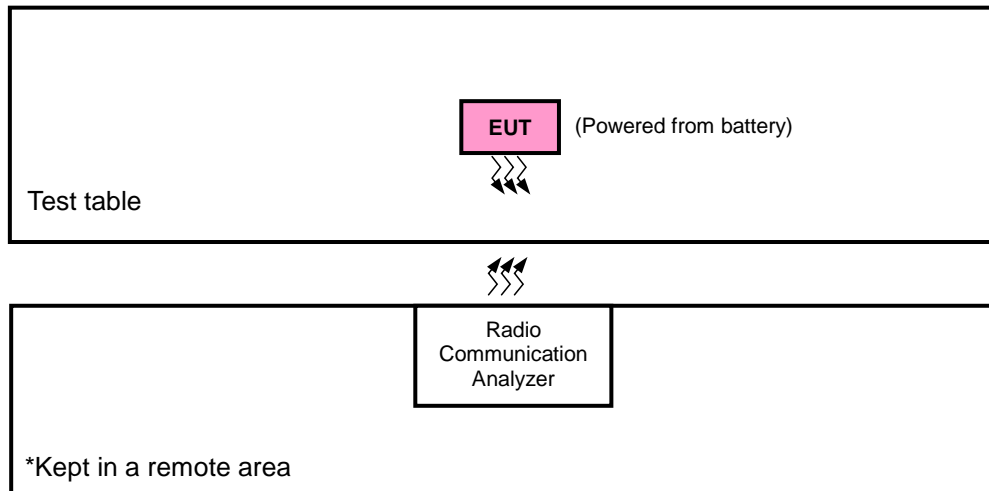 EUT
(Powered from battery)
Test table
Radio
Communication
Analyzer
*Kept in a remote area